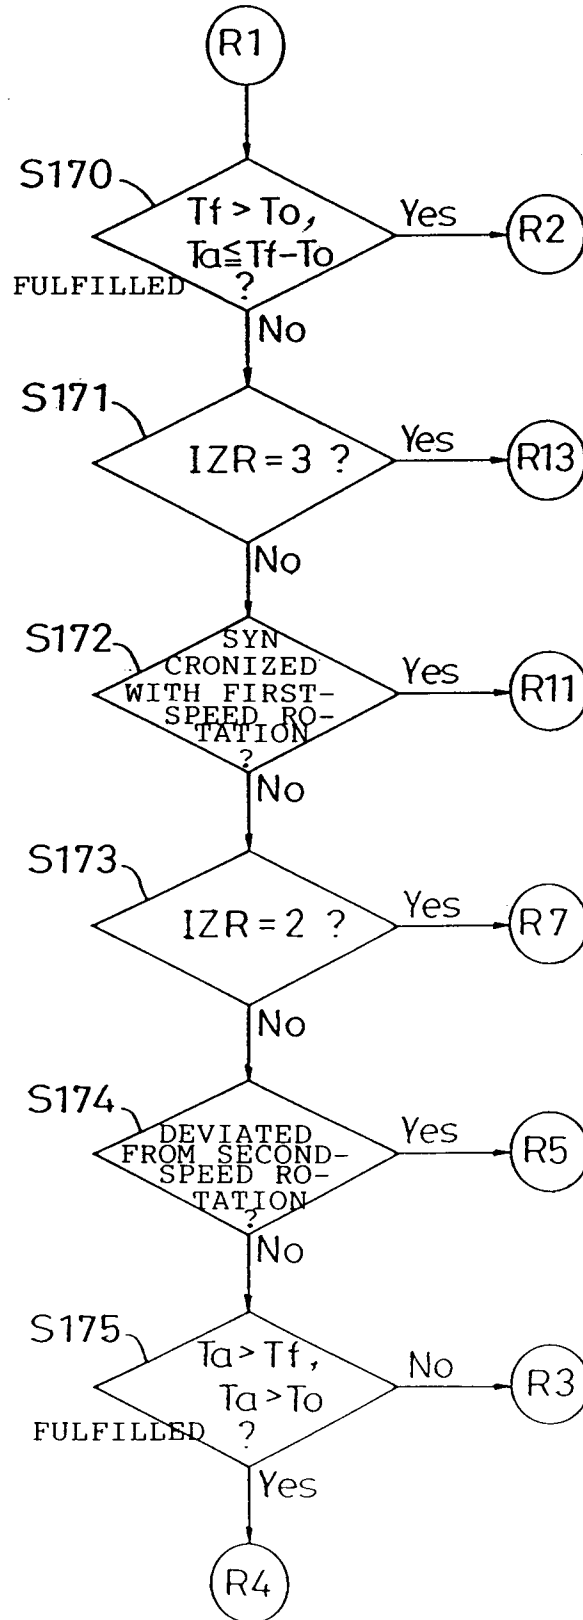 R1
S170
Tf > To,
Ta≦Tf-To
FULFILLED
?
Yes
R2
No
S171
IZR = 3 ?
Yes
R13
No
S172
SYN
CRONIZED
WITH FIRST-
SPEED RO-
TATION
?
Yes
R11
No
S173
IZR = 2 ?
Yes
R7
No
S174
DEVIATED
FROM SECOND-
SPEED RO-
TATION
?
Yes
R5
No
S175
Ta > Tf,
Ta > To
FULFILLED ?
No
R3
Yes
R4